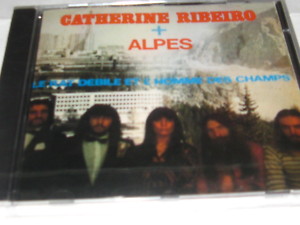 CATHERINE RIBEIRO
+
ALPES
LE RAT DEBILE ET L'HOMME DES CHAMPS